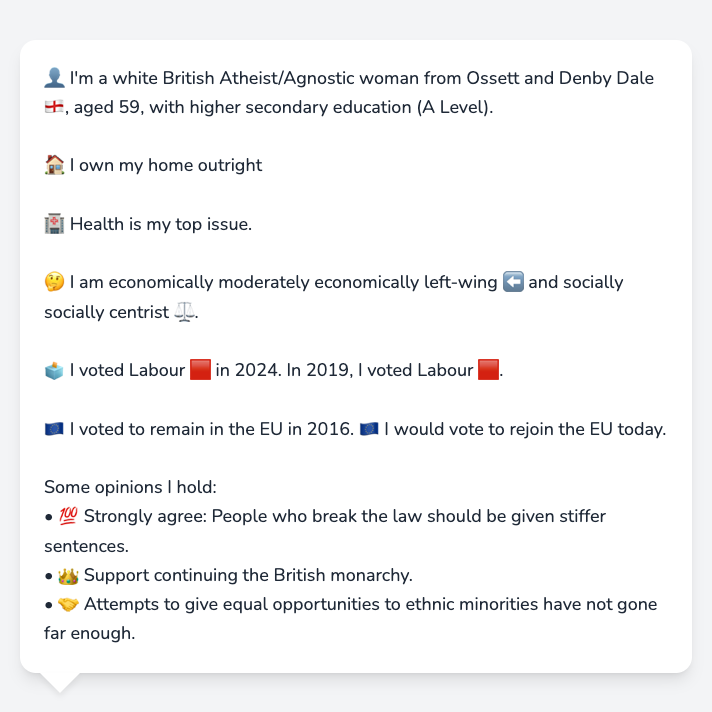 👤 I'm a white British Atheist/Agnostic woman from Ossett and Denby Dale
🏴󠁧󠁢󠁥󠁮󠁧󠁿, aged 59, with higher secondary education (A Level).
🏠 I own my home outright
🏥 Health is my top issue.
🤔 I am economically moderately economically left-wing ⬅️ and socially
socially centrist ⚖️.
🗳️ I voted Labour 🟥 in 2024. In 2019, I voted Labour 🟥.
🇪🇺 I voted to remain in the EU in 2016. 🇪🇺 I would vote to rejoin the EU today.
Some opinions I hold:
• 💯 Strongly agree: People who break the law should be given stiffer
sentences.
• 👑 Support continuing the British monarchy.
• 🤝 Attempts to give equal opportunities to ethnic minorities have not gone
far enough.